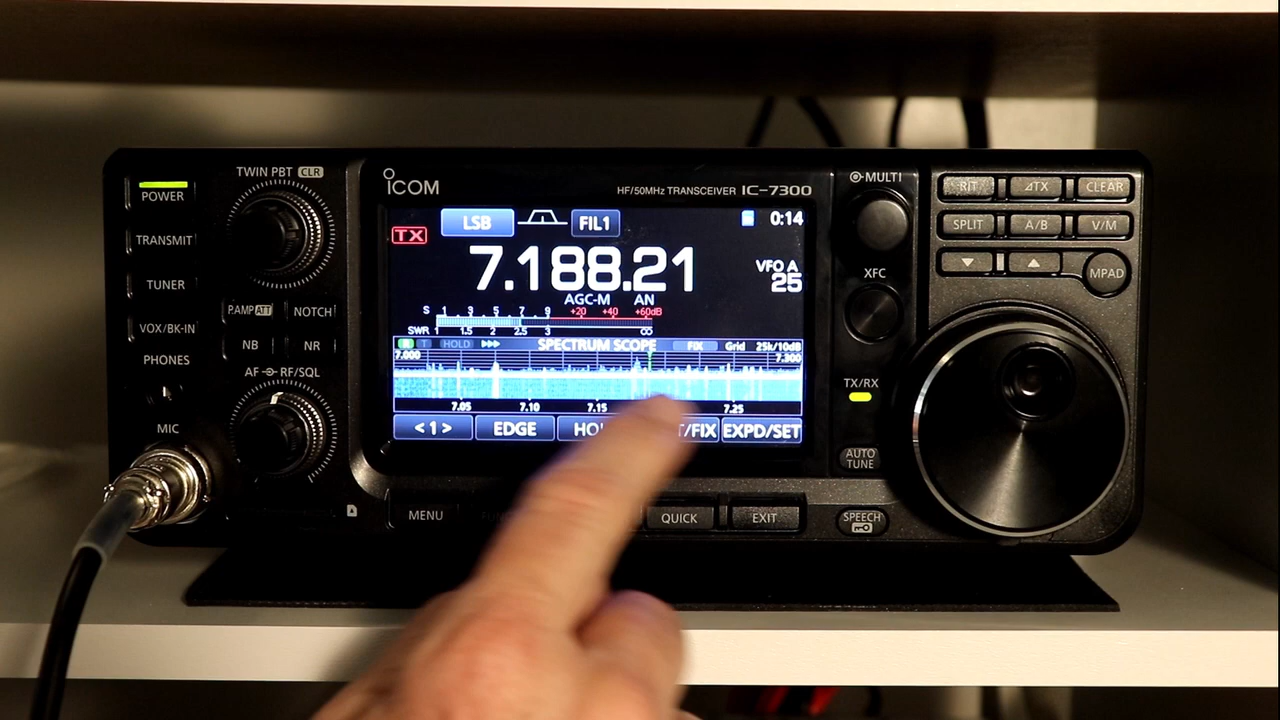 TWIN PBT CLR
POWER
TRANSMIT
TUNER
P.AMP ATT NOTCH
VOX/BK-IN
NB NR
PHONES
AF RF/SQL
MIC
ICOM
HF/50MHz TRANSCEIVER IC-7300
LSB FIL1 0:14
TX
7.188.21
VFO A
25
AGC-M AN
S 1 3 5 7 9 +20 +40 +60dB
SWR 1 1.5 2 2.5 3 ∞
T HOLD SPECTRUM SCOPE FIX Grid 25k/10dB
7.000 7.300
7.05 7.10 7.15 7.25
<1> EDGE T/FIX EXPD/SET
MENU QUICK EXIT
MULTI
XFC
TX/RX
AUTO
TUNE
SPEECH
RIT ⊿TX CLEAR
SPLIT A/B V/M
▼ ▲ MPAD